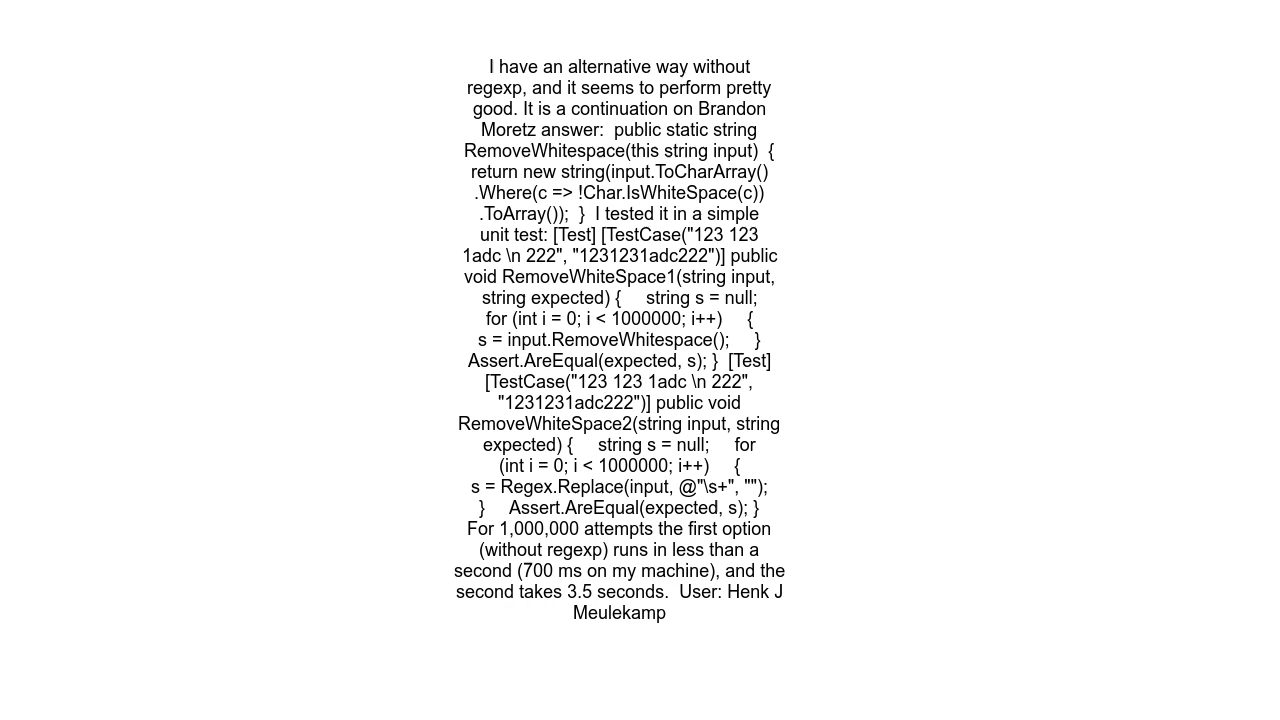 I have an alternative way without
regexp, and it seems to perform pretty
good. It is a continuation on Brandon
Moretz answer:  public static string
RemoveWhitespace(this string input)  {
return new string(input.ToCharArray()
.Where(c => !Char.IsWhiteSpace(c))
.ToArray());  }  I tested it in a simple
unit test: [Test] [TestCase("123 123
1adc \n 222", "1231231adc222")] public
void RemoveWhiteSpace1(string input,
string expected) {     string s = null;
for (int i = 0; i < 1000000; i++)     {
s = input.RemoveWhitespace();     }
Assert.AreEqual(expected, s); }  [Test]
[TestCase("123 123 1adc \n 222",
"1231231adc222")] public void
RemoveWhiteSpace2(string input, string
expected) {     string s = null;     for
(int i = 0; i < 1000000; i++)     {
s = Regex.Replace(input, @"\s+", "");
}     Assert.AreEqual(expected, s); }
For 1,000,000 attempts the first option
(without regexp) runs in less than a
second (700 ms on my machine), and the
second takes 3.5 seconds.  User: Henk J
Meulekamp